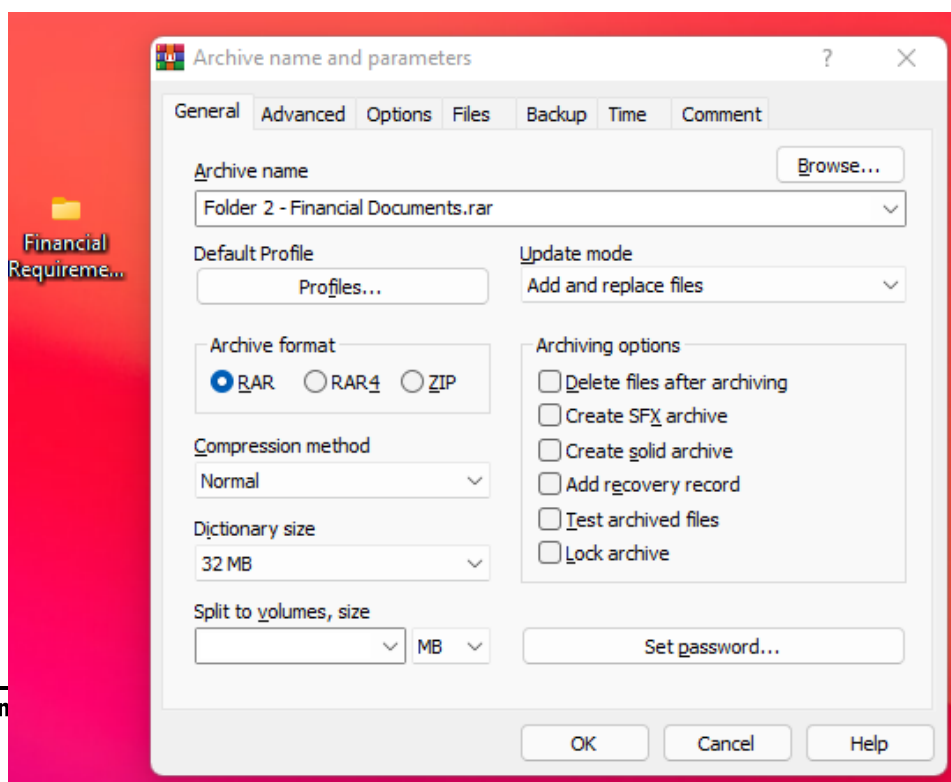 Archive name and parameters
?
General Advanced Options Files Backup Time Comment
Archive name
Browse...
Folder 2 - Financial Documents.rar
Financial
Requireme...
Default Profile
Update mode
Profiles...
Add and replace files
Archive format
Archiving options
RAR RAR4 ZIP
Delete files after archiving
Create SFX archive
Compression method
Create solid archive
Normal
Add recovery record
Dictionary size
Test archived files
32 MB
Lock archive
Split to volumes, size
MB
Set password...
OK Cancel Help